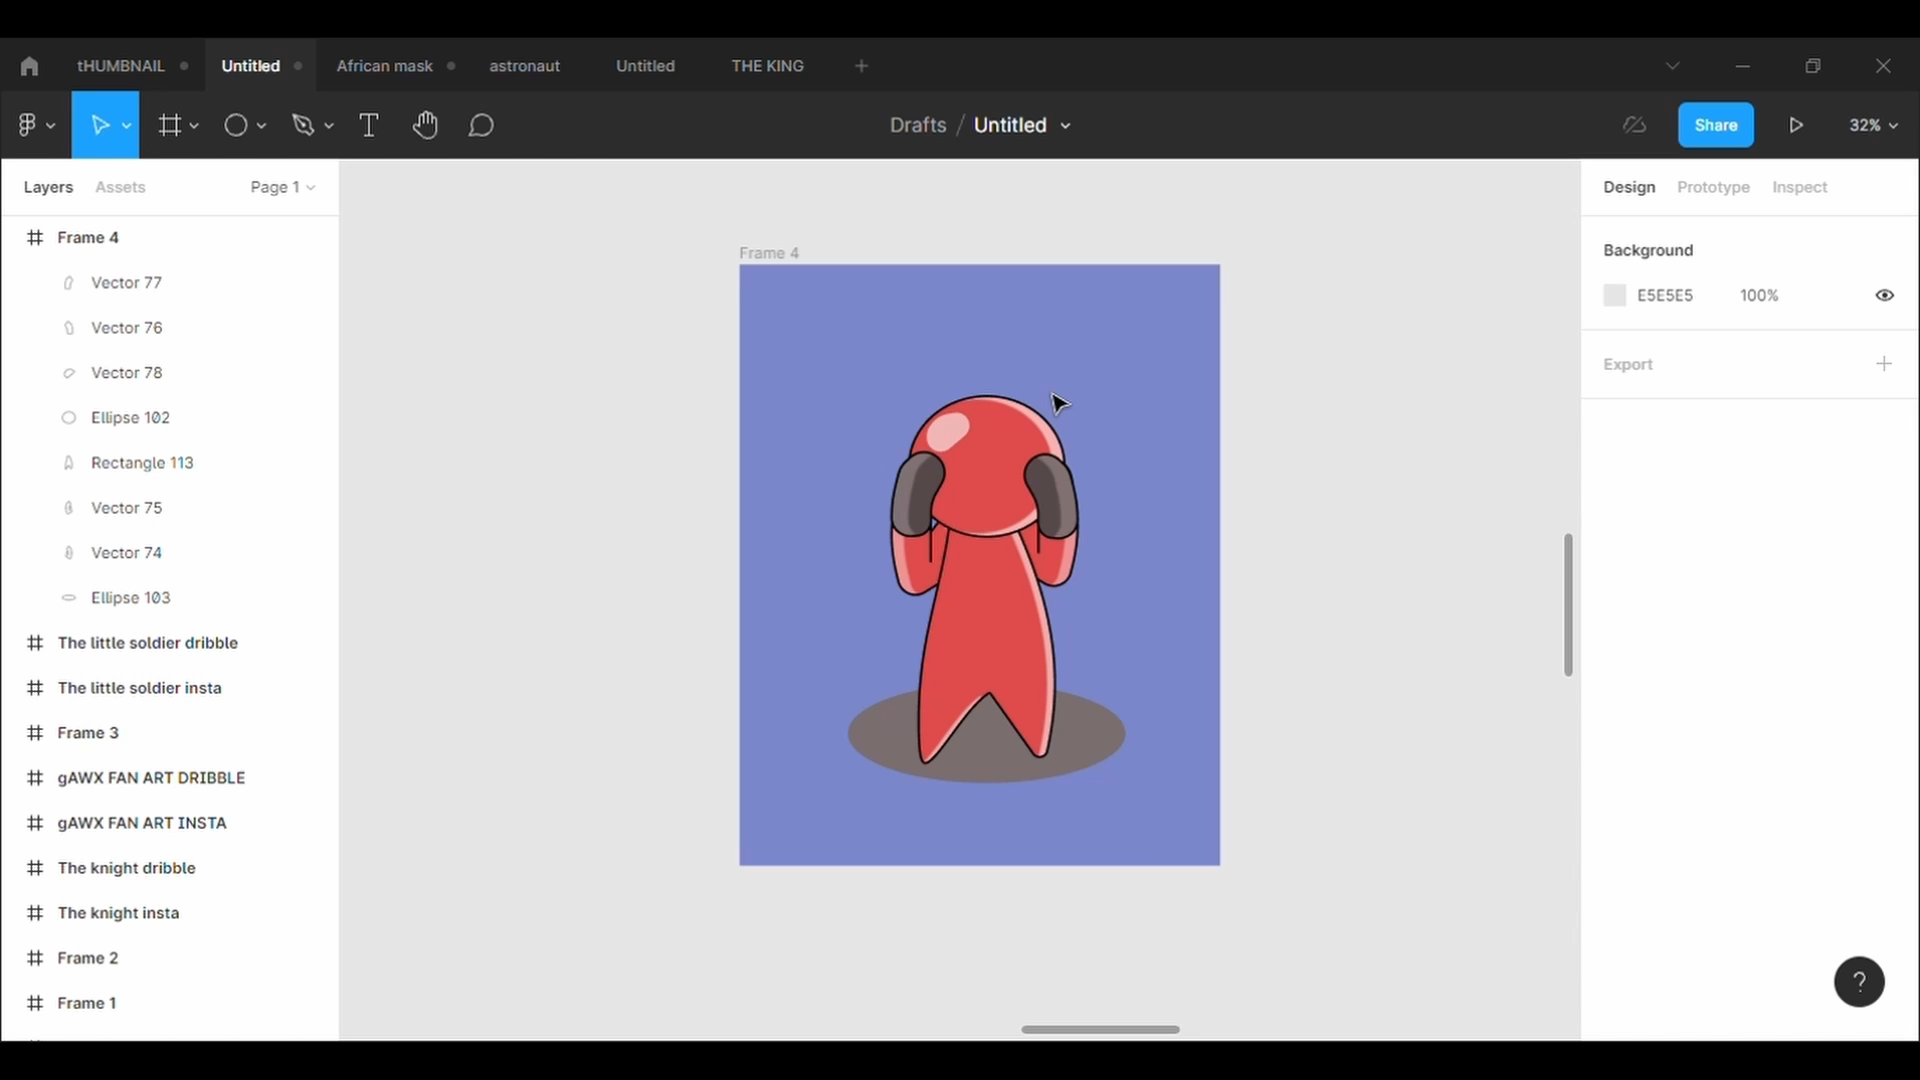 tHUMBNAIL Untitled African mask astronaut Untitled THE KING
Drafts / Untitled Share 32%
Layers Assets Page 1
Design Prototype Inspect
Frame 4
Vector 77
Vector 76
Vector 78
Ellipse 102
Rectangle 113
Vector 75
Vector 74
Ellipse 103
The little soldier dribble
The little soldier insta
Frame 3
gAWX FAN ART DRIBBLE
gAWX FAN ART INSTA
The knight dribble
The knight insta
Frame 2
Frame 1
Frame 4
Background
E5E5E5 100%
Export
?